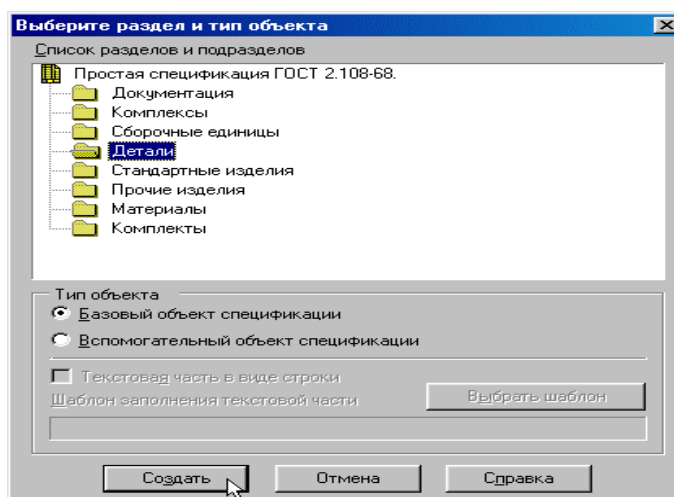 Выберите раздел и тип объекта
Список разделов и подразделов
Простая спецификация ГОСТ 2.108-68.
Документация
Комплексы
Сборочные единицы
Детали
Стандартные изделия
Прочие изделия
Материалы
Комплекты
Тип объекта
Базовый объект спецификации
Вспомогательный объект спецификации
Текстовая часть в виде строки
Шаблон заполнения текстовой части Выбрать шаблон
Создать Отмена Справка